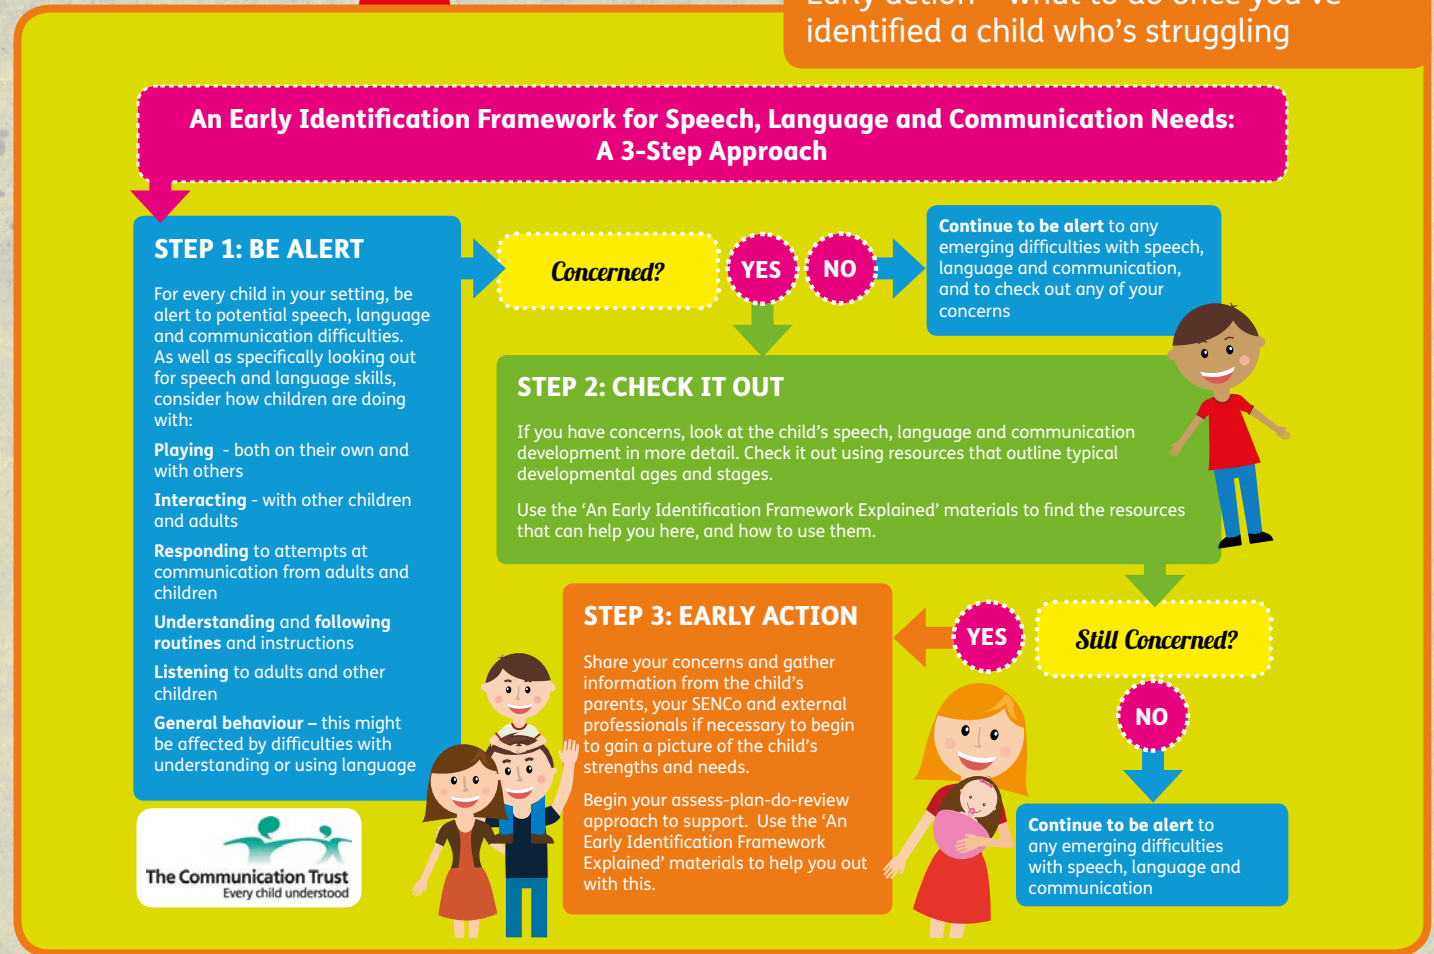 Early action – what to do once you've
identified a child who's struggling
An Early Identification Framework for Speech, Language and Communication Needs:
A 3-Step Approach
STEP 1: BE ALERT
For every child in your setting, be
alert to potential speech, language
and communication difficulties.
As well as specifically looking out
for speech and language skills,
consider how children are doing
with:
Playing - both on their own and
with others
Interacting - with other children
and adults
Responding to attempts at
communication from adults and
children
Understanding and following
routines and instructions
Listening to adults and other
children
General behaviour – this might
be affected by difficulties with
understanding or using language
Concerned?
YES
NO
Continue to be alert to any
emerging difficulties with speech,
language and communication,
and to check out any of your
concerns
STEP 2: CHECK IT OUT
If you have concerns, look at the child's speech, language and communication
development in more detail. Check it out using resources that outline typical
developmental ages and stages.
Use the 'An Early Identification Framework Explained' materials to find the resources
that can help you here, and how to use them.
Still Concerned?
YES
NO
STEP 3: EARLY ACTION
Share your concerns and gather
information from the child's
parents, your SENCo and external
professionals if necessary to begin
to gain a picture of the child's
strengths and needs.
Begin your assess-plan-do-review
approach to support. Use the 'An
Early Identification Framework
Explained' materials to help you out
with this.
Continue to be alert to
any emerging difficulties
with speech, language and
communication
The Communication Trust
Every child understood